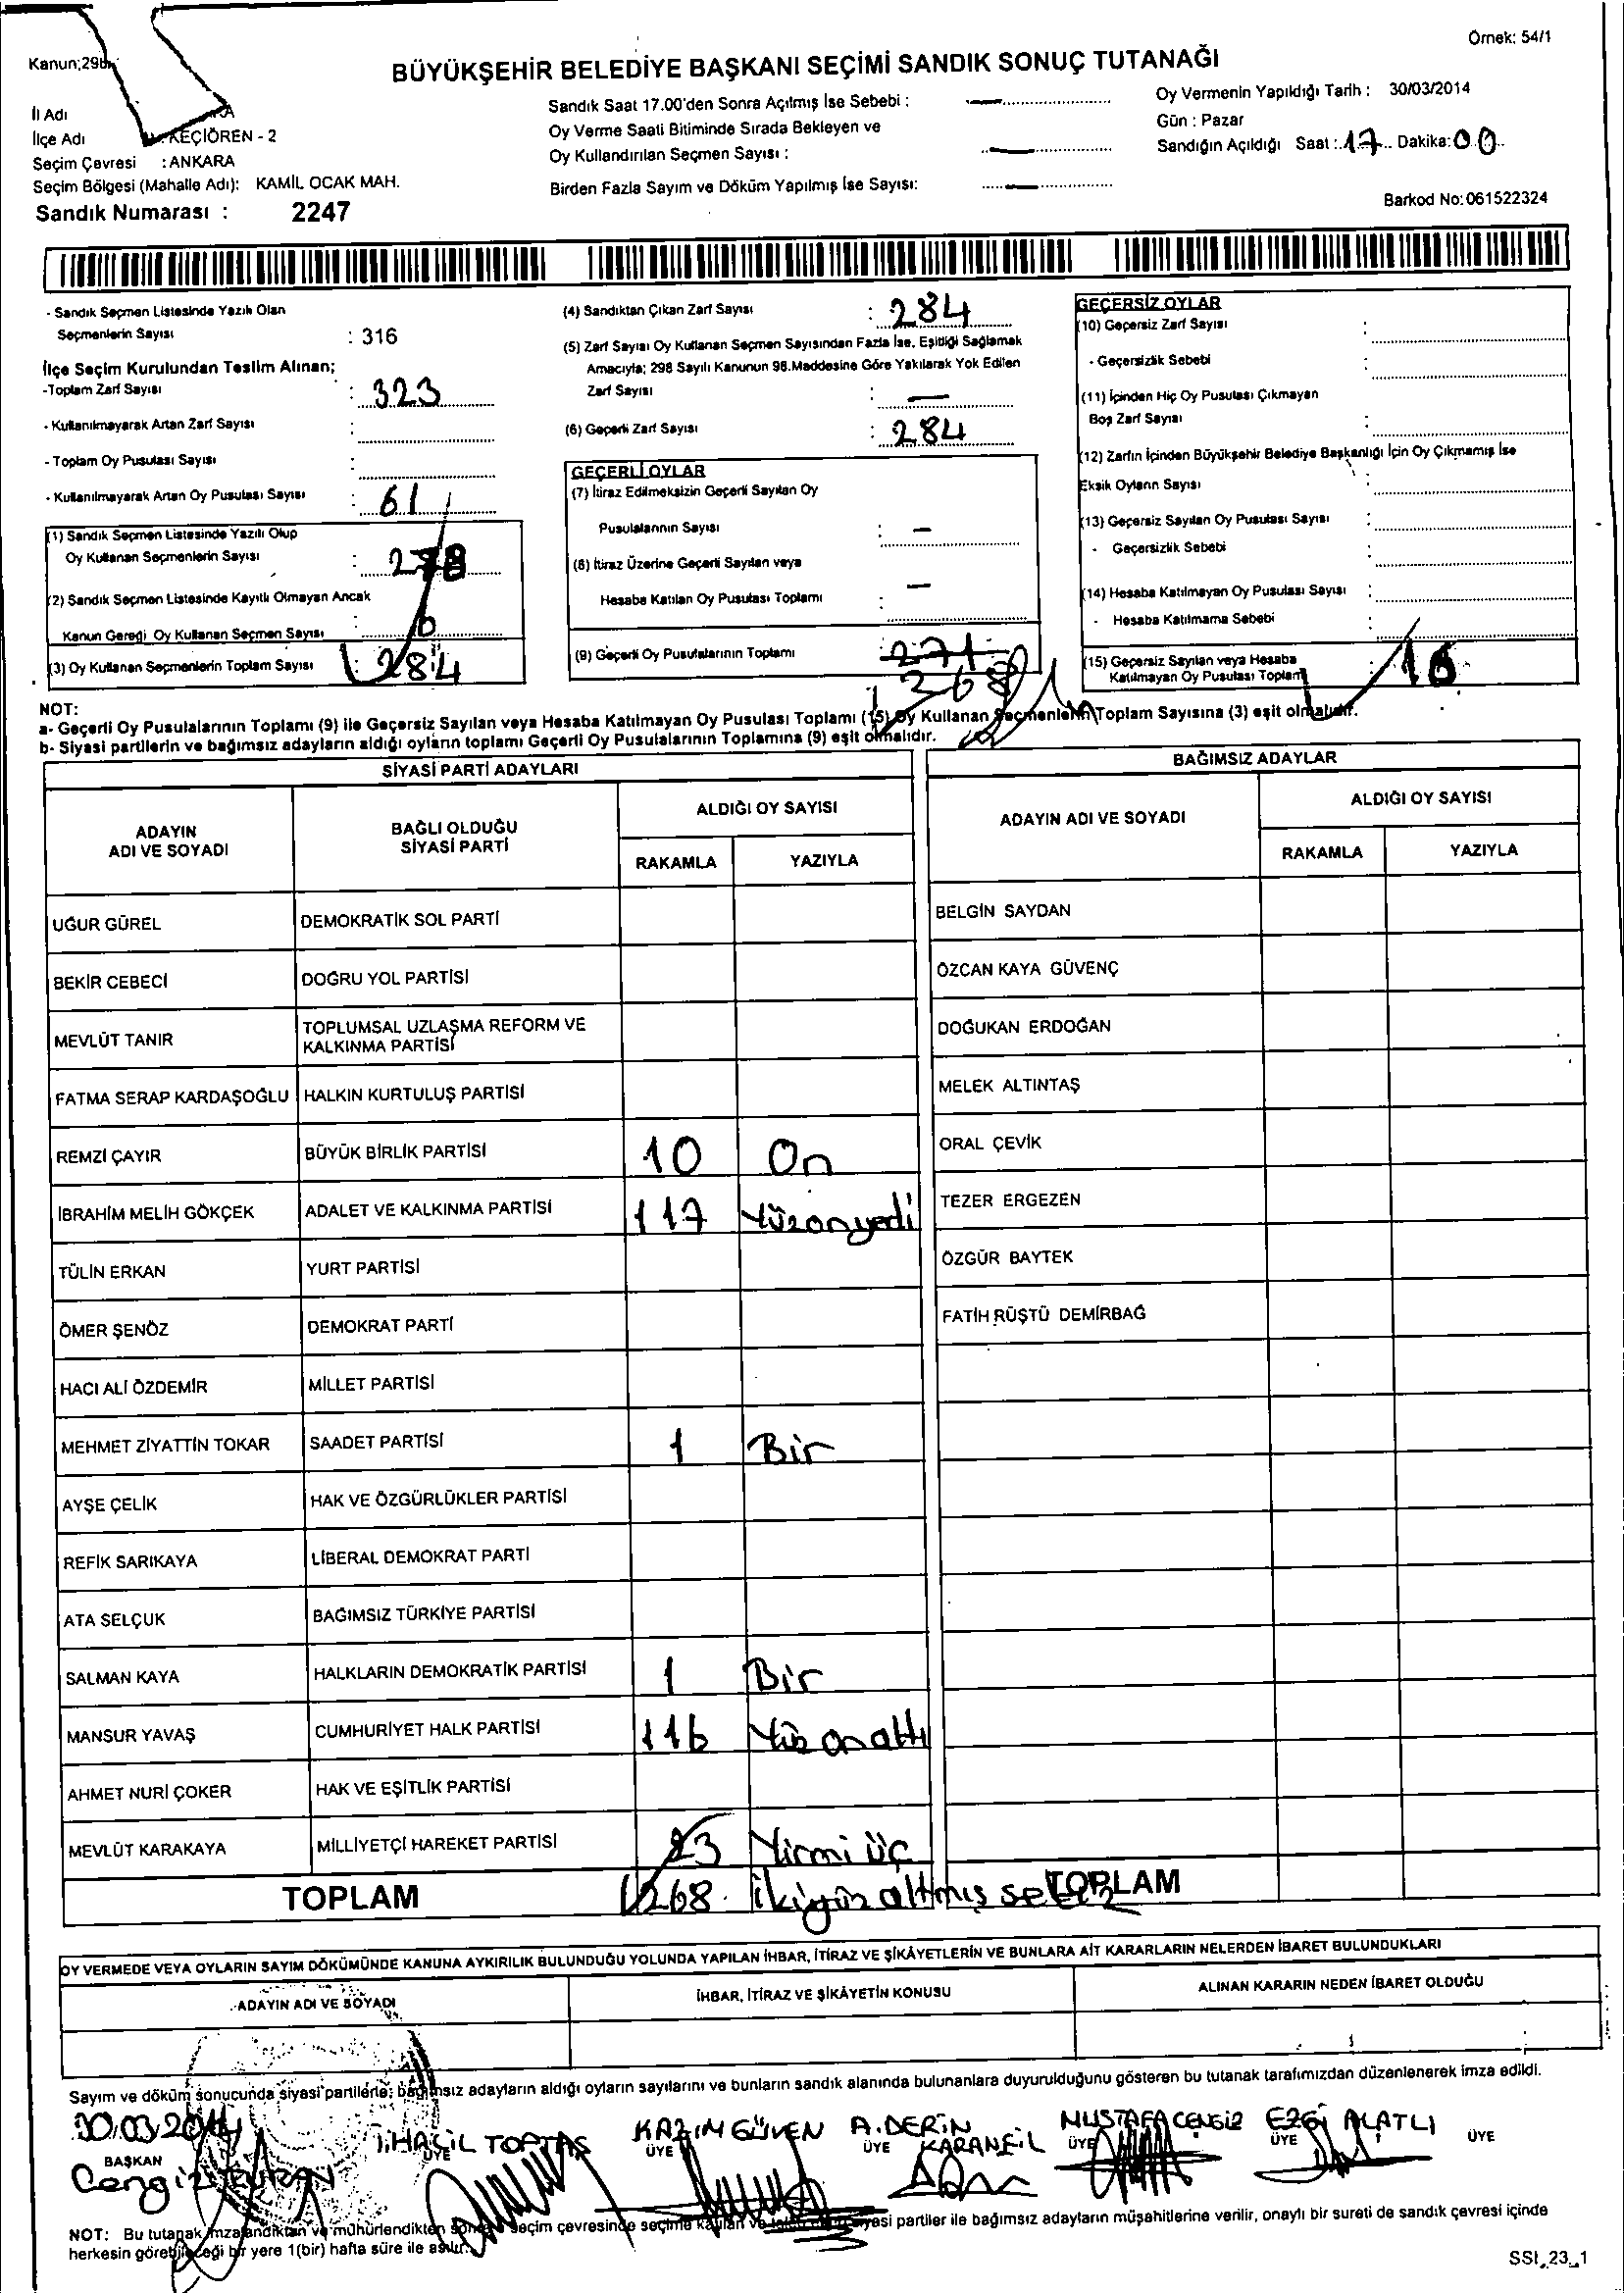 Örnek: 54/1
Kanun;298
BÜYÜKŞEHİR BELEDİYE BAŞKANI SEÇİMİ SANDIK SONUÇ TUTANAĞI
İl Adı
İlçe Adı : KEÇİÖREN - 2
Seçim Çevresi : ANKARA
Seçim Bölgesi (Mahalle Adı): KAMİL OCAK MAH.
Sandık Numarası : 2247
Sandık Saat 17.00'den Sonra Açılmış İse Sebebi : —
Oy Verme Saati Bitiminde Sırada Bekleyen ve
Oy Kullandırılan Seçmen Sayısı : —
Birden Fazla Sayım ve Döküm Yapılmış İse Sayısı: —
Oy Vermenin Yapıldığı Tarih : 30/03/2014
Gün : Pazar
Sandığın Açıldığı Saat : 17 Dakika: 00
Barkod No:061522324
- Sandık Seçmen Listesinde Yazılı Olan
Seçmenlerin Sayısı : 316
İlçe Seçim Kurulundan Teslim Alınan;
-Toplam Zarf Sayısı : 323
- Kullanılmayarak Artan Zarf Sayısı :
- Toplam Oy Pusulası Sayısı :
- Kullanılmayarak Artan Oy Pusulası Sayısı : 61
(1) Sandık Seçmen Listesinde Yazılı Olup
Oy Kullanan Seçmenlerin Sayısı : 278
(2) Sandık Seçmen Listesinde Kayıtlı Olmayan Ancak
Kanun Gereği Oy Kullanan Seçmen Sayısı : 6
(3) Oy Kullanan Seçmenlerin Toplam Sayısı : 284
(4) Sandıktan Çıkan Zarf Sayısı : 284
(5) Zarf Sayısı Oy Kullanan Seçmen Sayısından Fazla İse, Eşitliği Sağlamak
Amacıyla; 298 Sayılı Kanunun 98.Maddesine Göre Yakılarak Yok Edilen
Zarf Sayısı : —
(6) Geçerli Zarf Sayısı : 284
GEÇERLİ OYLAR
(7) İtiraz Edilmeksizin Geçerli Sayılan Oy
Pusulalarının Sayısı : —
(8) İtiraz Üzerine Geçerli Sayılan veya
Hesaba Katılan Oy Pusulası Toplamı : —
(9) Geçerli Oy Pusulalarının Toplamı 271
268
GEÇERSİZ OYLAR
(10) Geçersiz Zarf Sayısı :
- Geçersizlik Sebebi :
(11) İçinden Hiç Oy Pusulası Çıkmayan
Boş Zarf Sayısı :
(12) Zarfın İçinden Büyükşehir Belediye Başkanlığı İçin Oy Çıkmamış İse
Eksik Oyların Sayısı :
(13) Geçersiz Sayılan Oy Pusulası Sayısı :
- Geçersizlik Sebebi :
(14) Hesaba Katılmayan Oy Pusulası Sayısı :
- Hesaba Katılmama Sebebi :
(15) Geçersiz Sayılan veya Hesaba
Katılmayan Oy Pusulası Toplamı : 16
NOT:
a- Geçerli Oy Pusulalarının Toplamı (9) ile Geçersiz Sayılan veya Hesaba Katılmayan Oy Pusulası Toplamı (15) Oy Kullanan Seçmenlerin Toplam Sayısına (3) eşit olmalıdır.
b- Siyasi partilerin ve bağımsız adayların aldığı oyların toplamı Geçerli Oy Pusulalarının Toplamına (9) eşit olmalıdır.
SİYASİ PARTİ ADAYLARI
ADAYIN ADI VE SOYADI BAĞLI OLDUĞU SİYASİ PARTİ ALDIĞI OY SAYISI
RAKAMLA YAZIYLA
UĞUR GÜREL DEMOKRATİK SOL PARTİ
BEKİR CEBECİ DOĞRU YOL PARTİSİ
MEVLÜT TANIR TOPLUMSAL UZLAŞMA REFORM VE
KALKINMA PARTİSİ
FATMA SERAP KARDAŞOĞLU HALKIN KURTULUŞ PARTİSİ
REMZİ ÇAYIR BÜYÜK BİRLİK PARTİSİ 10 On
İBRAHİM MELİH GÖKÇEK ADALET VE KALKINMA PARTİSİ 117 Yüzonyedi
TÜLİN ERKAN YURT PARTİSİ
ÖMER ŞENÖZ DEMOKRAT PARTİ
HACI ALİ ÖZDEMİR MİLLET PARTİSİ
MEHMET ZİYATTİN TOKAR SAADET PARTİSİ 1 Bir
AYŞE ÇELİK HAK VE ÖZGÜRLÜKLER PARTİSİ
REFİK SARIKAYA LİBERAL DEMOKRAT PARTİ
ATA SELÇUK BAĞIMSIZ TÜRKİYE PARTİSİ
SALMAN KAYA HALKLARIN DEMOKRATİK PARTİSİ 1 Bir
MANSUR YAVAŞ CUMHURİYET HALK PARTİSİ 116 Yüz on altı
AHMET NURİ ÇOKER HAK VE EŞİTLİK PARTİSİ
MEVLÜT KARAKAYA MİLLİYETÇİ HAREKET PARTİSİ 23 Yirmi üç
TOPLAM 268 ikiyüz altmış sekiz
BAĞIMSIZ ADAYLAR
ADAYIN ADI VE SOYADI ALDIĞI OY SAYISI
RAKAMLA YAZIYLA
BELGİN SAYDAN
ÖZCAN KAYA GÜVENÇ
DOĞUKAN ERDOĞAN
MELEK ALTINTAŞ
ORAL ÇEVİK
TEZER ERGEZEN
ÖZGÜR BAYTEK
FATİH RÜŞTÜ DEMİRBAĞ
TOPLAM
OY VERMEDE VEYA OYLARIN SAYIM DÖKÜMÜNDE KANUNA AYKIRILIK BULUNDUĞU YOLUNDA YAPILAN İHBAR, İTİRAZ VE ŞİKÂYETLERİN VE BUNLARA AİT KARARLARIN NELERDEN İBARET BULUNDUKLARI
ADAYIN ADI VE SOYADI İHBAR, İTİRAZ VE ŞİKÂYETİN KONUSU ALINAN KARARIN NEDEN İBARET OLDUĞU
Sayım ve döküm sonucunda siyasi partilerle; bağımsız adayların aldığı oyların sayılarını ve bunların sandık alanında bulunanlara duyurulduğunu gösteren bu tutanak tarafımızdan düzenlenerek imza edildi.
30.03.2014 HAÇİL TOPTAŞ KAZIM GÜVEN A.DERİN KARANFİL MUSTAFA CENGİZ EZGİ ALATLI
BAŞKAN ÜYE ÜYE ÜYE ÜYE ÜYE ÜYE
Cengiz
NOT: Bu tutanak imzalandıktan ve mühürlendikten sonra seçim çevresinde seçime katılan ve siyasi partiler ile bağımsız adayların müşahitlerine verilir, onaylı bir sureti de sandık çevresi içinde
herkesin görebileceği bir yere 1(bir) hafta süre ile asılır.
SSI_23_1